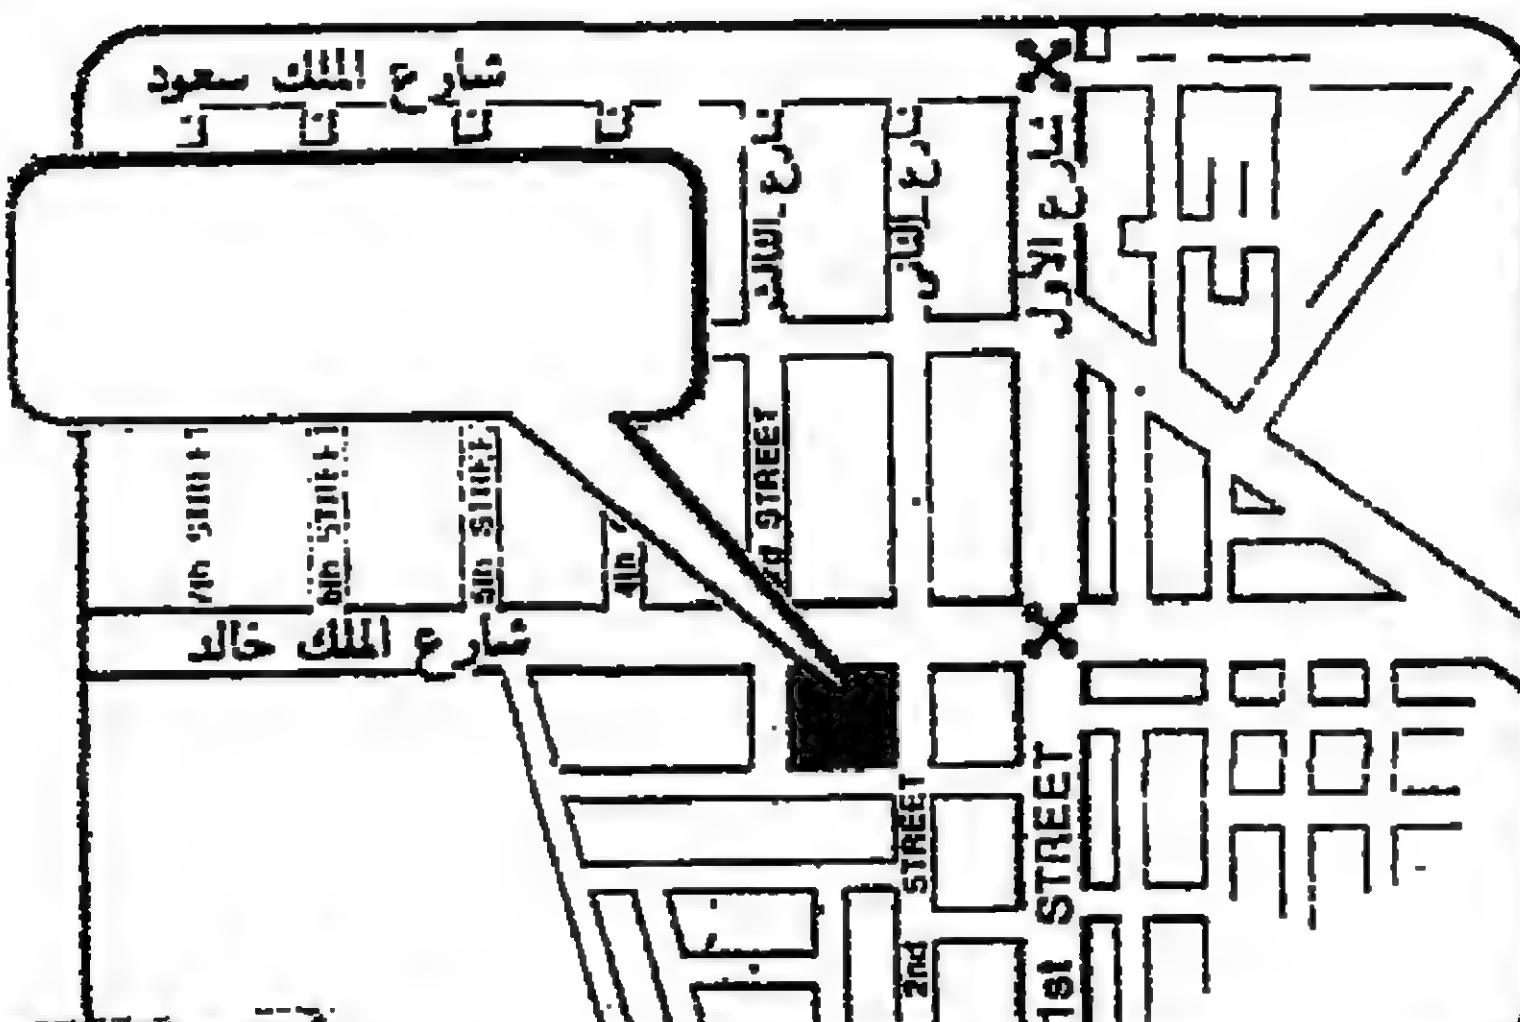 شارع الملك سعود
شارع الثالث
شارع الثاني
شارع الاول
7th STREET
6th STREET
5th STREET
4th
3rd STREET
شارع الملك خالد
2nd STREET
1st STREET